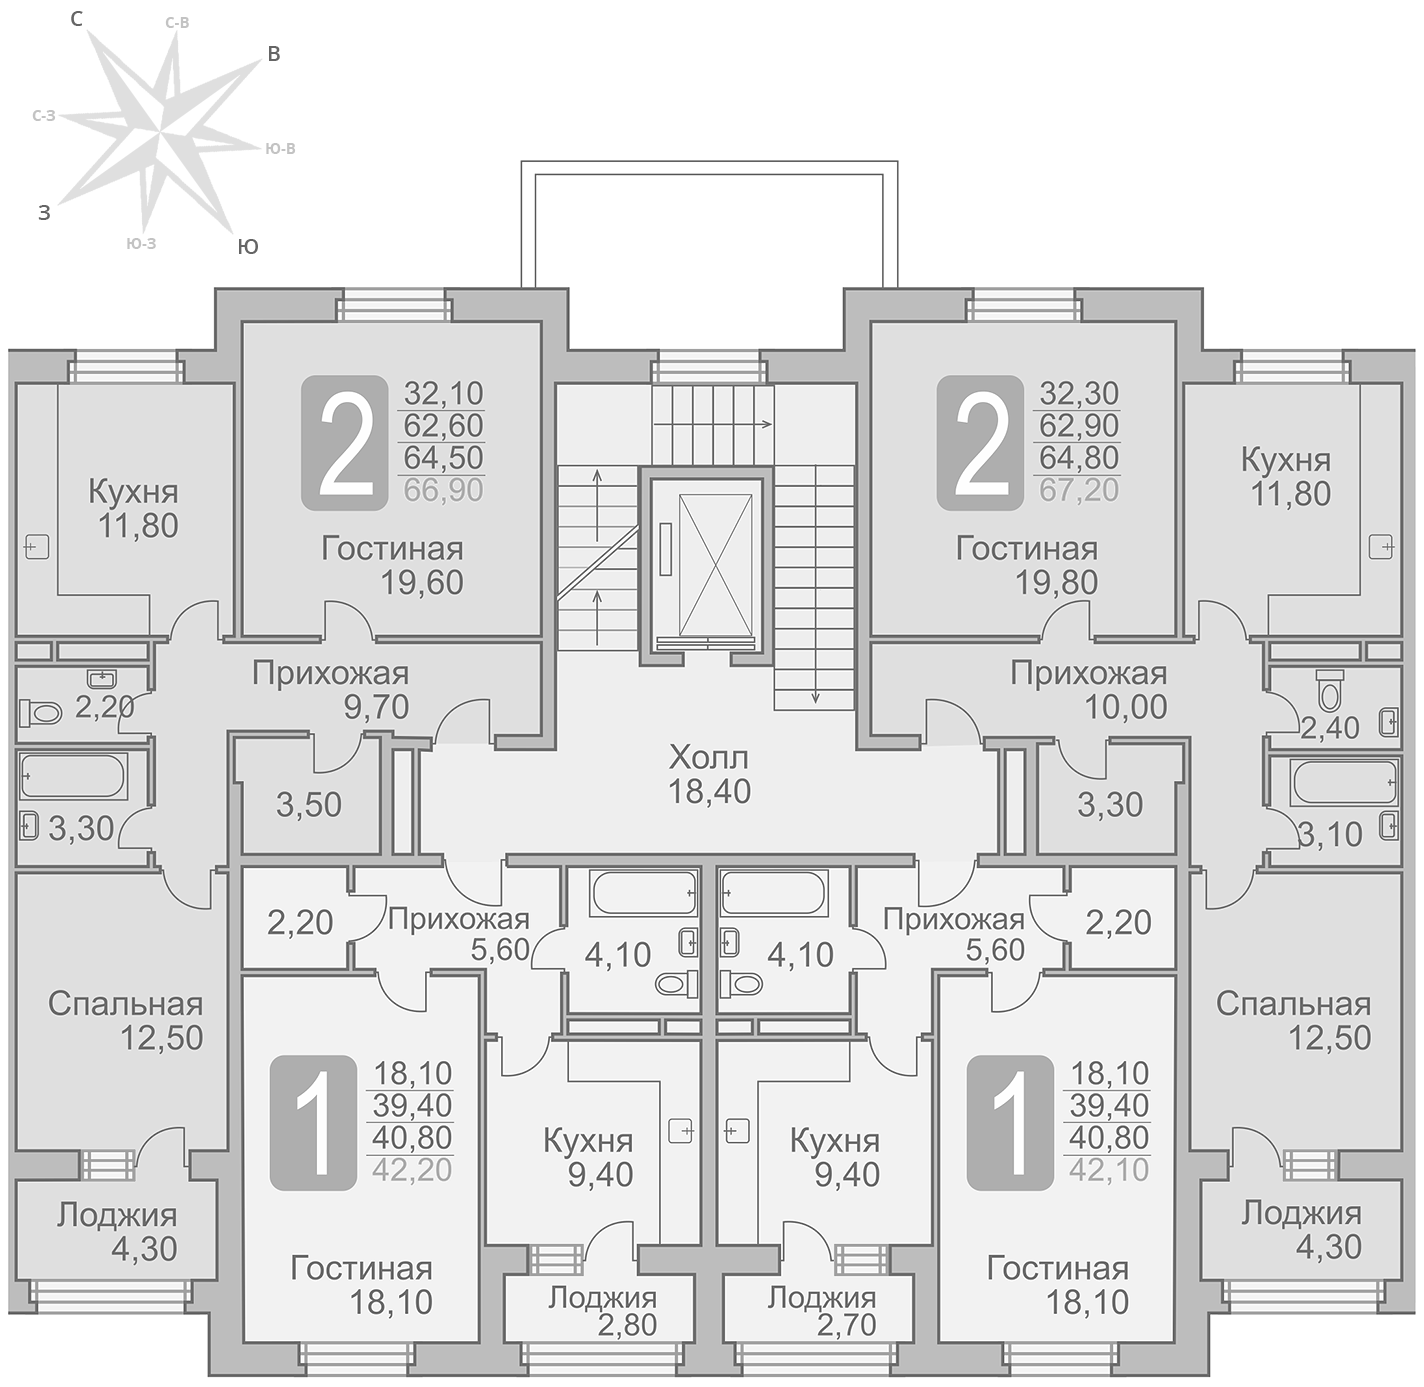 С
С-В
В
С-З
Ю-В
З
Ю-З
Ю
2
32,10
62,60
64,50
66,90
Гостиная
19,60
Кухня
11,80
2
32,30
62,90
64,80
67,20
Гостиная
19,80
Кухня
11,80
Прихожая
9,70
2,20
3,30
3,50
Холл
18,40
Прихожая
10,00
2,40
3,10
3,30
2,20
Прихожая
5,60
4,10
4,10
Прихожая
5,60
2,20
Спальная
12,50
1
18,10
39,40
40,80
42,20
Кухня
9,40
Кухня
9,40
1
18,10
39,40
40,80
42,10
Спальная
12,50
Лоджия
4,30
Гостиная
18,10
Лоджия
2,80
Лоджия
2,70
Гостиная
18,10
Лоджия
4,30